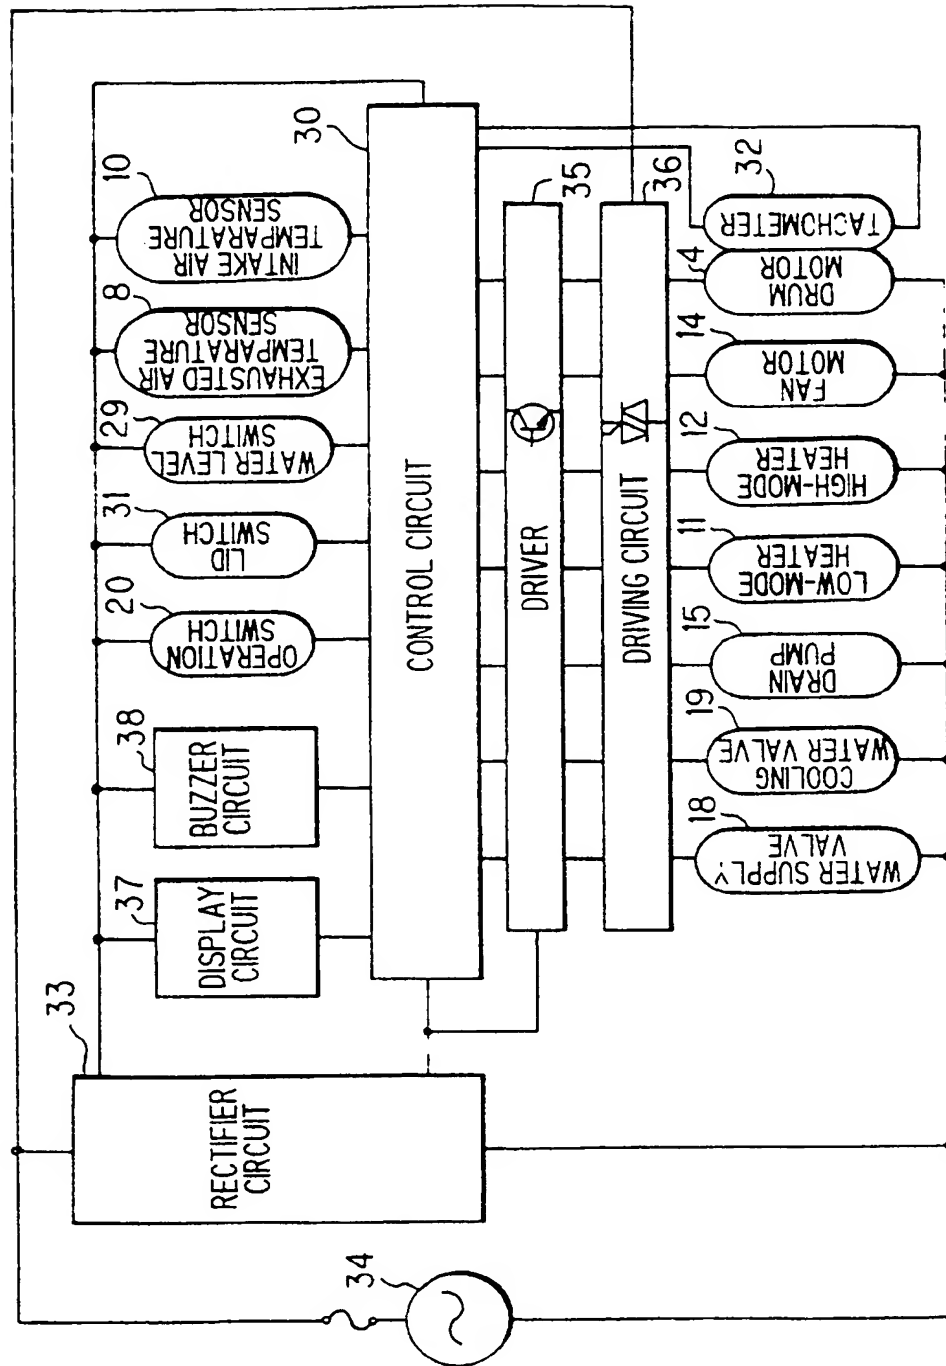 33
RECTIFIER
CIRCUIT
34
37
DISPLAY
CIRCUIT
38
BUZZER
CIRCUIT
20
OPERATION
SWITCH
31
LID
SWITCH
29
WATER LEVEL
SWITCH
8
EXHAUSTED AIR
TEMPARATURE
SENSOR
10
INTAKE AIR
TEMPARATURE
SENSOR
30
CONTROL CIRCUIT
35
DRIVER
36
DRIVING CIRCUIT
18
WATER SUPPLY
VALVE
19
COOLING
WATER VALVE
15
DRAIN
PUMP
11
LOW-MODE
HEATER
12
HIGH-MODE
HEATER
14
FAN
MOTOR
4
DRUM
MOTOR
32
TACHOMETER